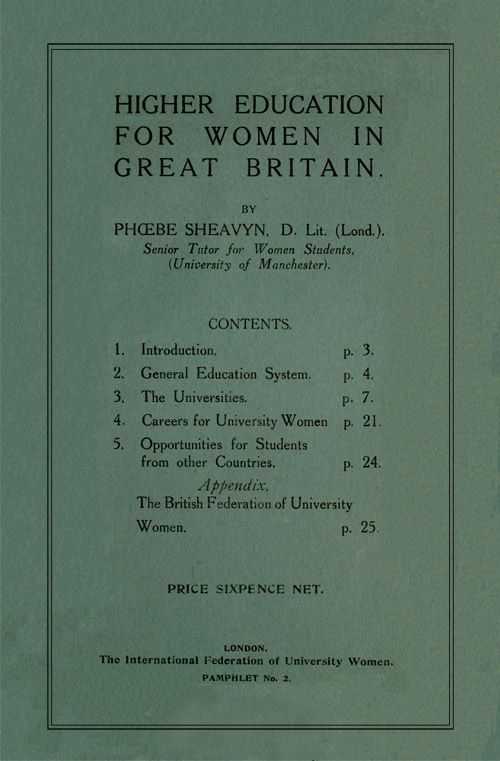 HIGHER EDUCATION
FOR WOMEN IN
GREAT BRITAIN.
BY
PHŒBE SHEAVYN, D. Lit. (Lond.).
Senior Tutor for Women Students,
(University of Manchester).
CONTENTS.
1. Introduction. p. 3.
2. General Education System. p. 4.
3. The Universities. p. 7.
4. Careers for University Women p. 21.
5. Opportunities for Students
from other Countries. p. 24.
Appendix.
The British Federation of University
Women. p. 25.
PRICE SIXPENCE NET.
LONDON.
The International Federation of University Women.
PAMPHLET No. 2.